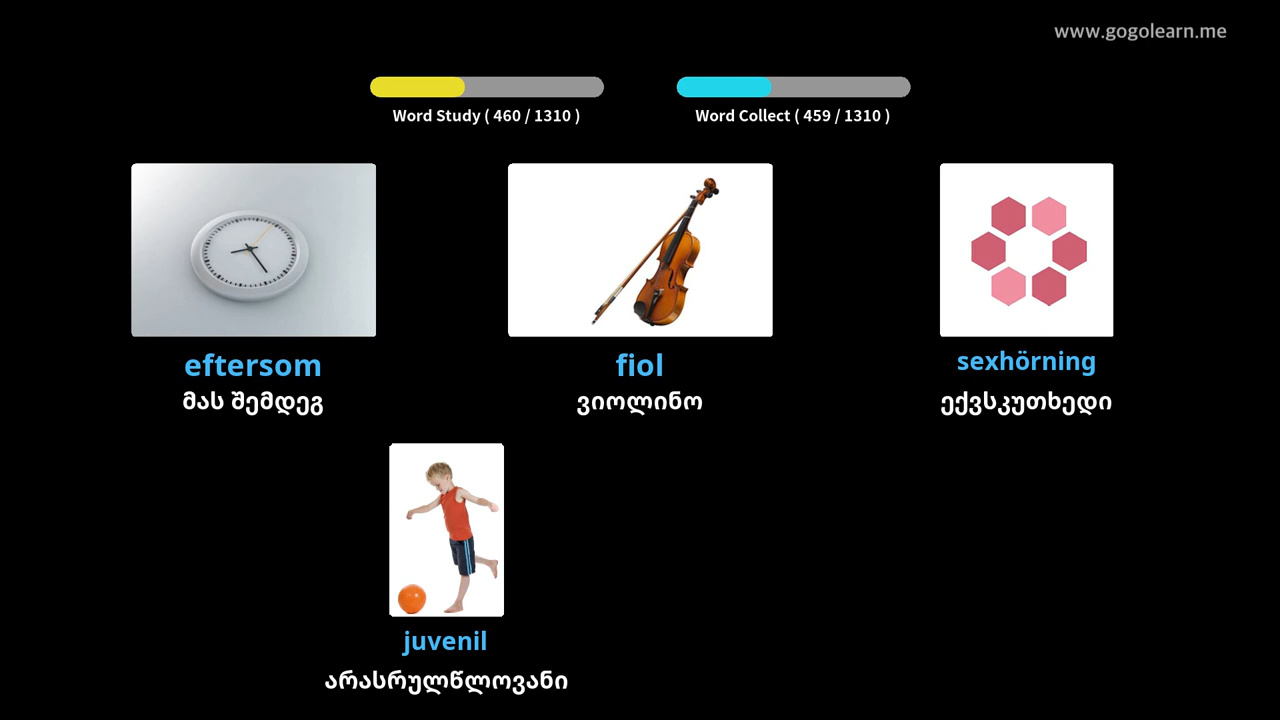 www.gogolearn.me
Word Study ( 460 / 1310 )
Word Collect ( 459 / 1310 )
eftersom
მას შემდეგ
fiol
ვიოლინო
sexhörning
ექვსკუთხედი
juvenil
არასრულწლოვანი